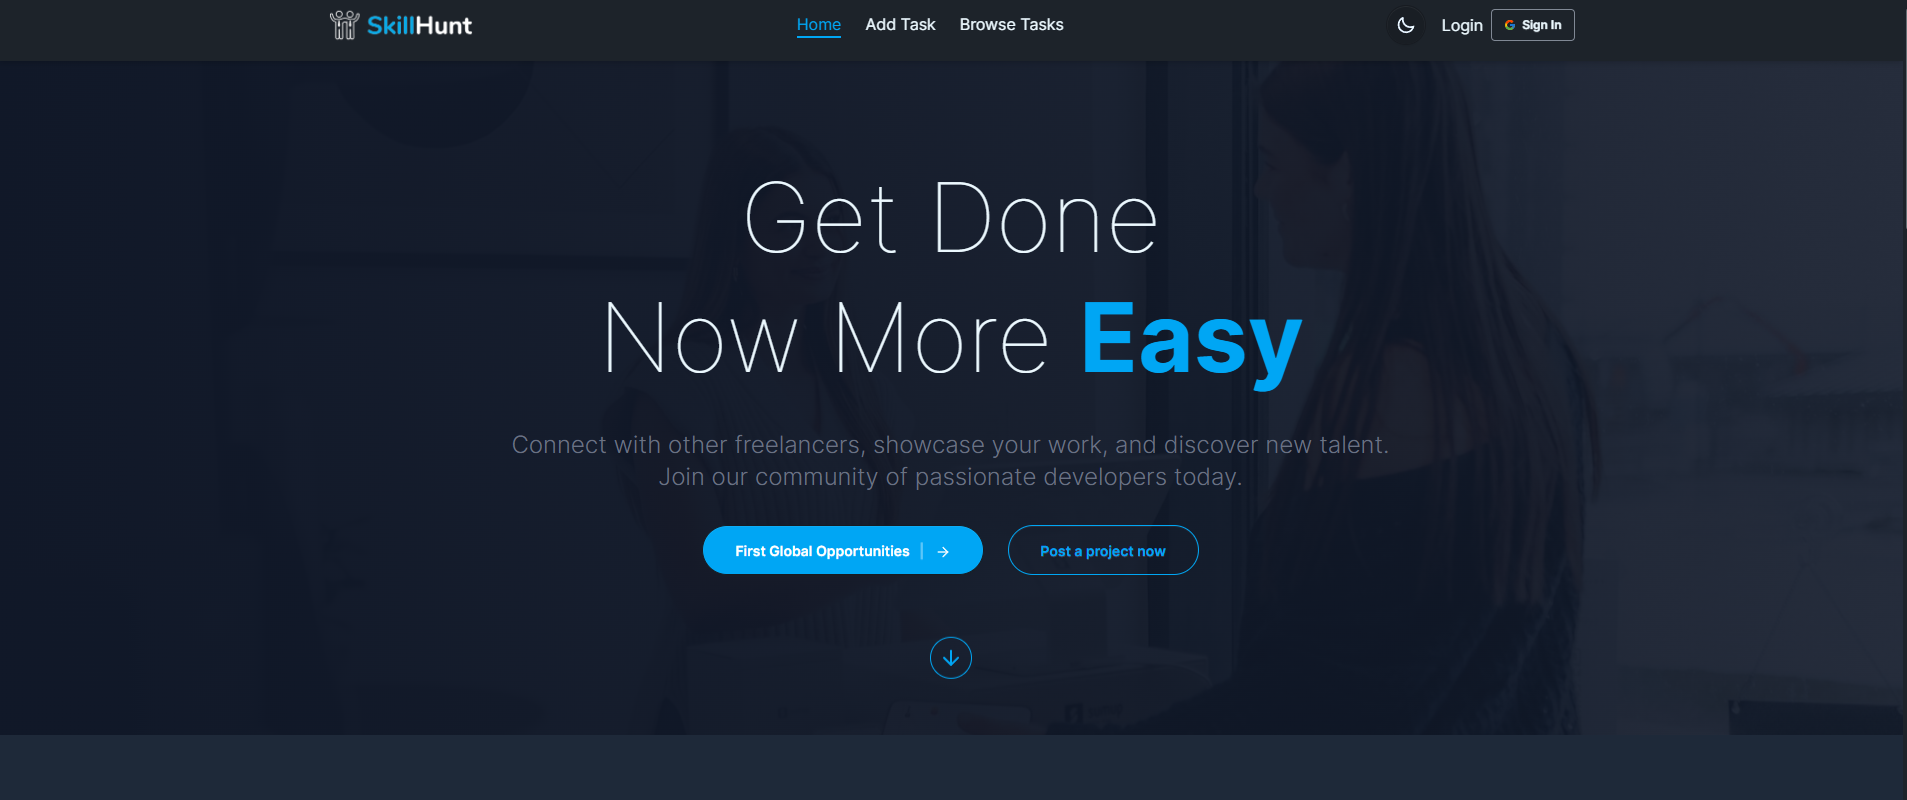 SkillHunt
Home
Add Task
Browse Tasks
Login
Sign In
Get Done
Now More Easy
Connect with other freelancers, showcase your work, and discover new talent.
Join our community of passionate developers today.
First Global Opportunities
Post a project now